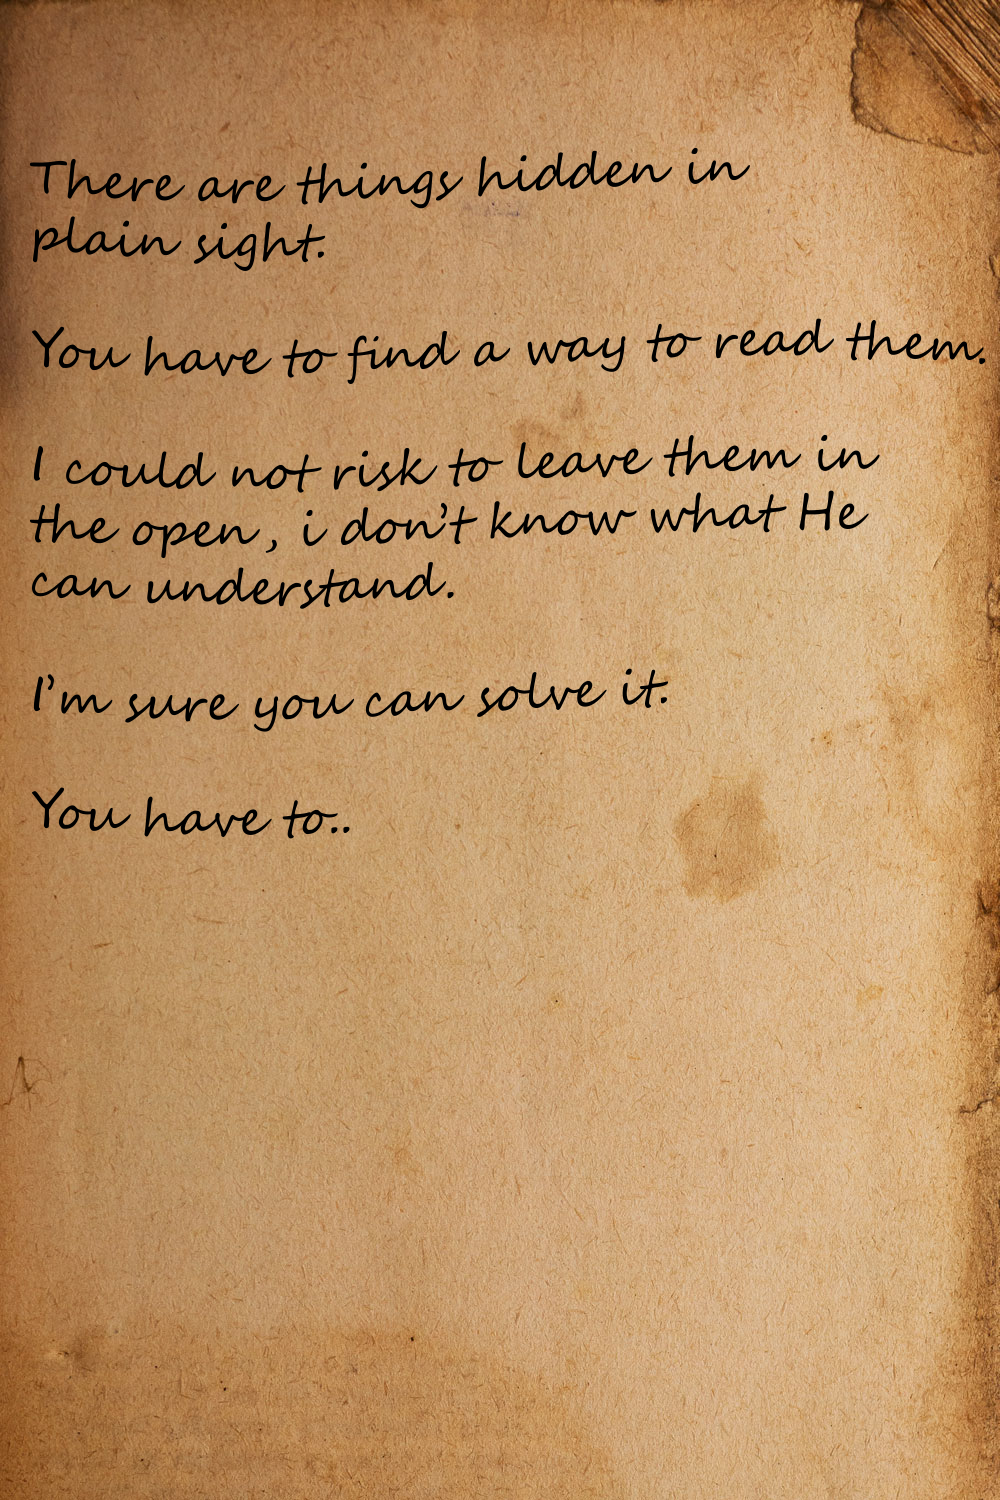 There are things hidden in
plain sight.
You have to find a way to read them.
I could not risk to leave them in
the open, i don't know what He
can understand.
I'm sure you can solve it.
You have to..